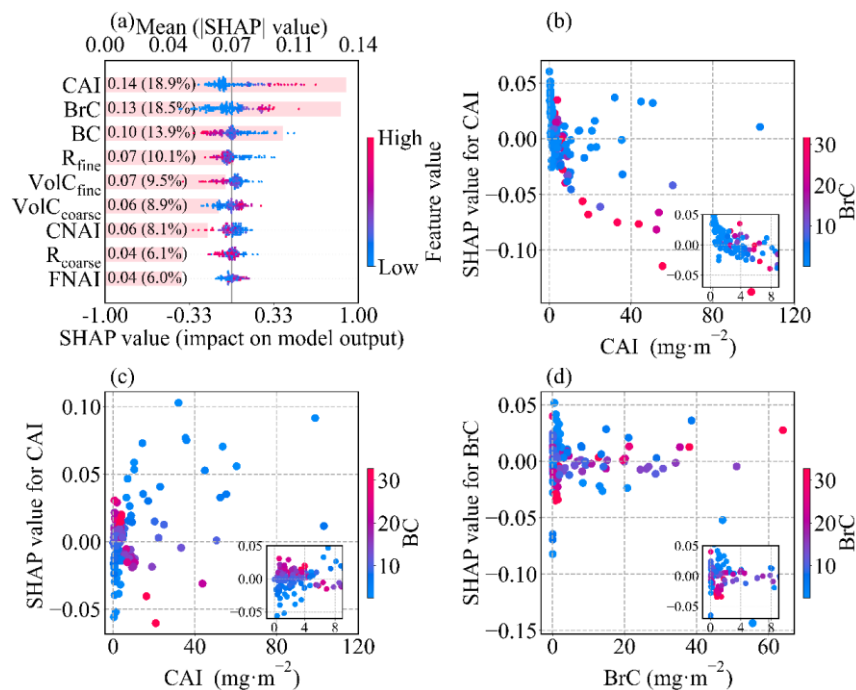 (a)
Mean (|SHAP| value)
0.00 0.04 0.07 0.11 0.14
CAI 0.14 (18.9%)
BrC 0.13 (18.5%)
BC 0.10 (13.9%)
R_fine 0.07 (10.1%)
VolC_fine 0.07 (9.5%)
VolC_coarse 0.06 (8.9%)
CNAI 0.06 (8.1%)
R_coarse 0.04 (6.1%)
FNAI 0.04 (6.0%)
-1.00 -0.33 0.33 1.00
SHAP value (impact on model output)
High
Feature value
Low
(b)
SHAP value for CAI
0.05
0.00
−0.05
−0.10
0 40 80 120
CAI (mg·m⁻²)
0.05
0.00
−0.05
0 4 8
30
20
10
BrC
(c)
SHAP value for CAI
0.10
0.05
0.00
−0.05
0 40 80 120
CAI (mg·m⁻²)
0.05
0.00
−0.05
0 4 8
30
20
10
BC
(d)
SHAP value for BrC
0.05
0.00
−0.05
−0.10
−0.15
0 20 40 60
BrC (mg·m⁻²)
0.05
0.00
−0.05
0 4 8
30
20
10
BC